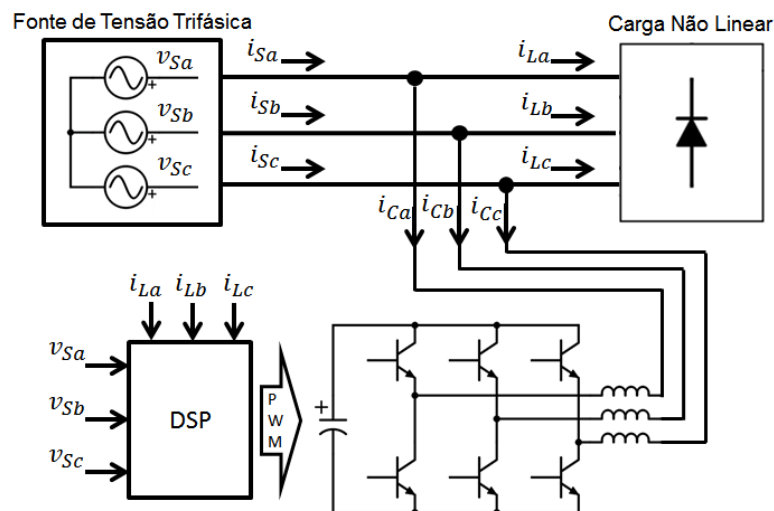 Fonte de Tensão Trifásica
Carga Não Linear
v_Sa
+
v_Sb
+
v_Sc
+
i_Sa
i_Sb
i_Sc
i_La
i_Lb
i_Lc
i_Ca i_Cb i_Cc
i_La i_Lb i_Lc
v_Sa
v_Sb
v_Sc
DSP
P
W
M
+